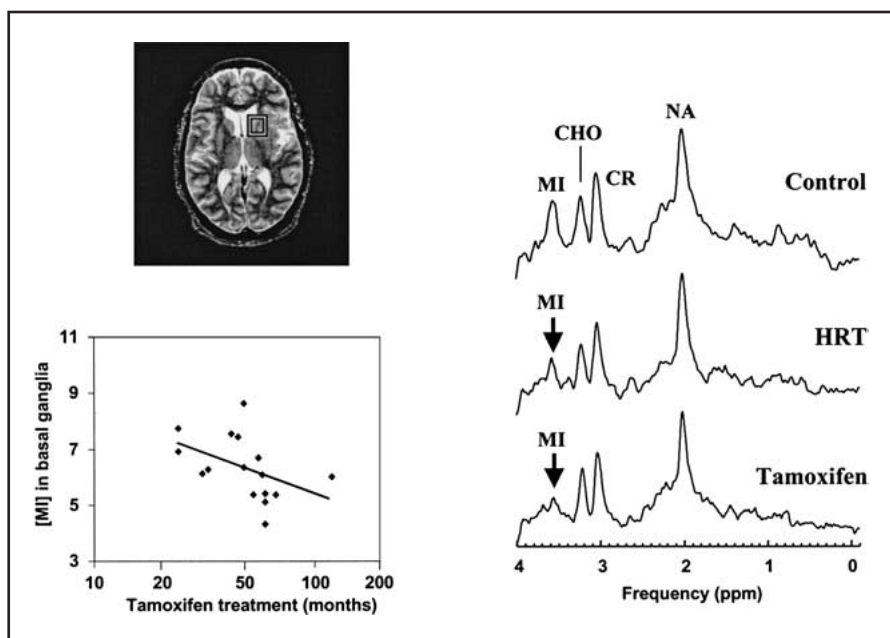 NA
CHO
MI
CR
Control
MI
HRT
MI
Tamoxifen
4 3 2 1 0
Frequency (ppm)
11
9
7
5
3
[MI] in basal ganglia
10 20 50 100 200
Tamoxifen treatment (months)